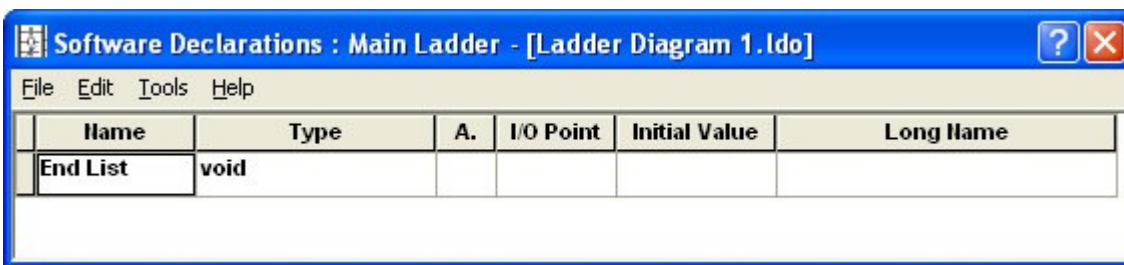 Software Declarations : Main Ladder - [Ladder Diagram 1.ldo]
File Edit Tools Help
Name Type A. I/O Point Initial Value Long Name
End List void